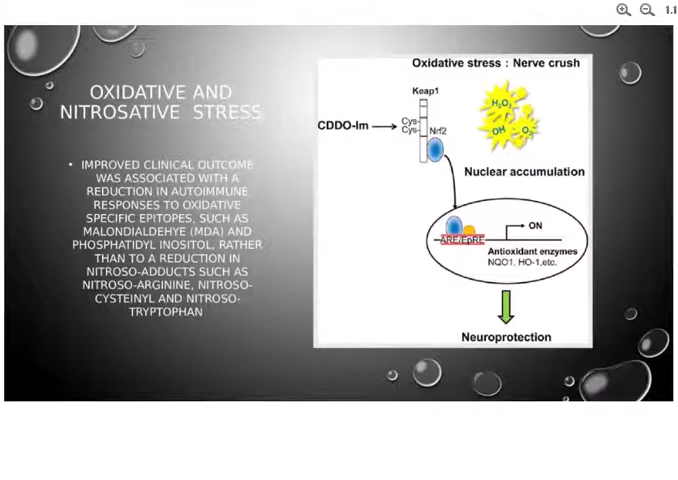 1.1
OXIDATIVE AND
NITROSATIVE STRESS
• IMPROVED CLINICAL OUTCOME
WAS ASSOCIATED WITH A
REDUCTION IN AUTOIMMUNE
RESPONSES TO OXIDATIVE
SPECIFIC EPITOPES, SUCH AS
MALONDIALDEHYE (MDA) AND
PHOSPHATIDYL INOSITOL, RATHER
THAN TO A REDUCTION IN
NITROSO-ADDUCTS SUCH AS
NITROSO-ARGININE, NITROSO-
CYSTEINYL AND NITROSO-
TRYPTOPHAN
Oxidative stress : Nerve crush
Keap1
H₂O₂
CDDO-Im
Cys-
Cys-
Nrf2
OH
O₂
Nuclear accumulation
ON
ARE/EpRE
Antioxidant enzymes
NQO1, HO-1,etc.
Neuroprotection